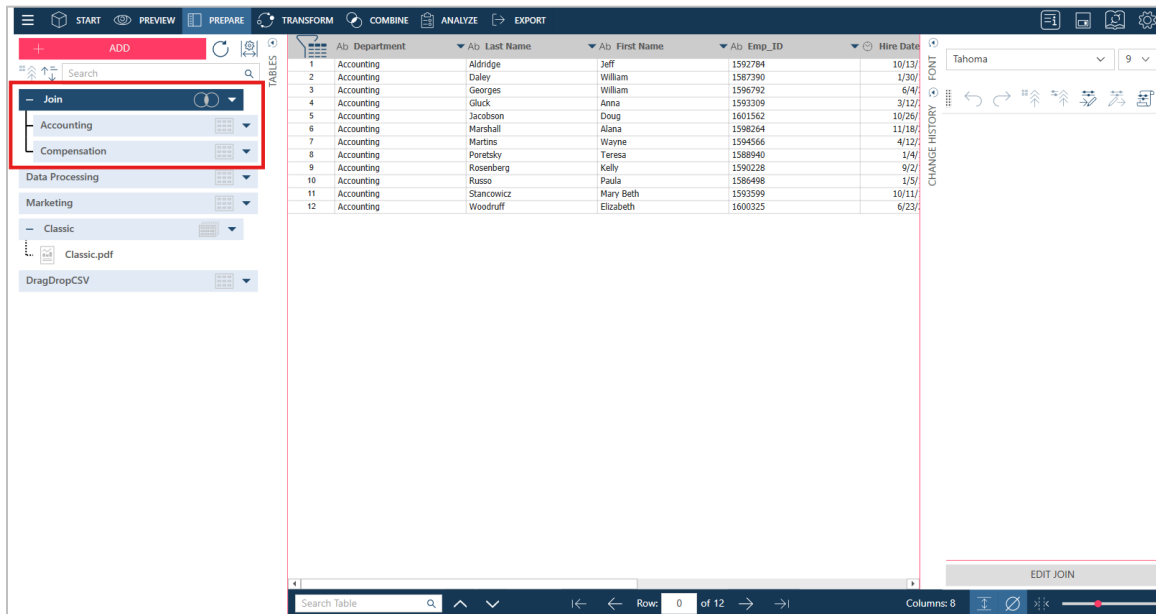 START PREVIEW PREPARE TRANSFORM COMBINE ANALYZE EXPORT
+ ADD
Search
TABLES
− Join
Accounting
Compensation
Data Processing
Marketing
− Classic
Classic.pdf
DragDropCSV
Ab Department Ab Last Name Ab First Name Ab Emp_ID Hire Date
1 Accounting Aldridge Jeff 1592784 10/13/
2 Accounting Daley William 1587390 1/30/
3 Accounting Georges William 1596792 6/4/
4 Accounting Gluck Anna 1593309 3/12/
5 Accounting Jacobson Doug 1601562 10/26/
6 Accounting Marshall Alana 1598264 11/18/
7 Accounting Martins Wayne 1594566 4/12/
8 Accounting Poretsky Teresa 1588940 1/4/
9 Accounting Rosenberg Kelly 1590228 9/2/
10 Accounting Russo Paula 1586498 1/5/
11 Accounting Stancowicz Mary Beth 1593599 10/11/
12 Accounting Woodruff Elizabeth 1600325 6/23/
FONT
Tahoma 9
CHANGE HISTORY
EDIT JOIN
Search Table Row: 0 of 12 Columns: 8